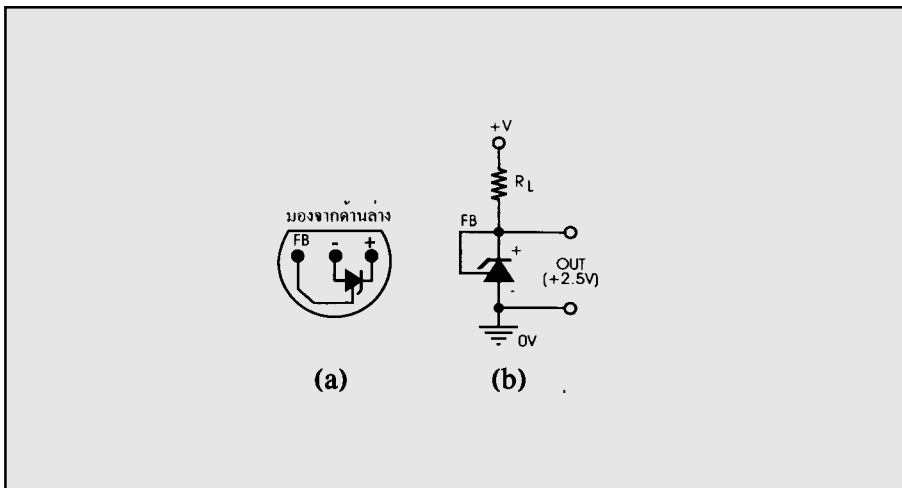 มองจากด้านล่าง
FB - +
(a)
+V
R L
FB
+
OUT
(+2.5V)
-
0V
(b)